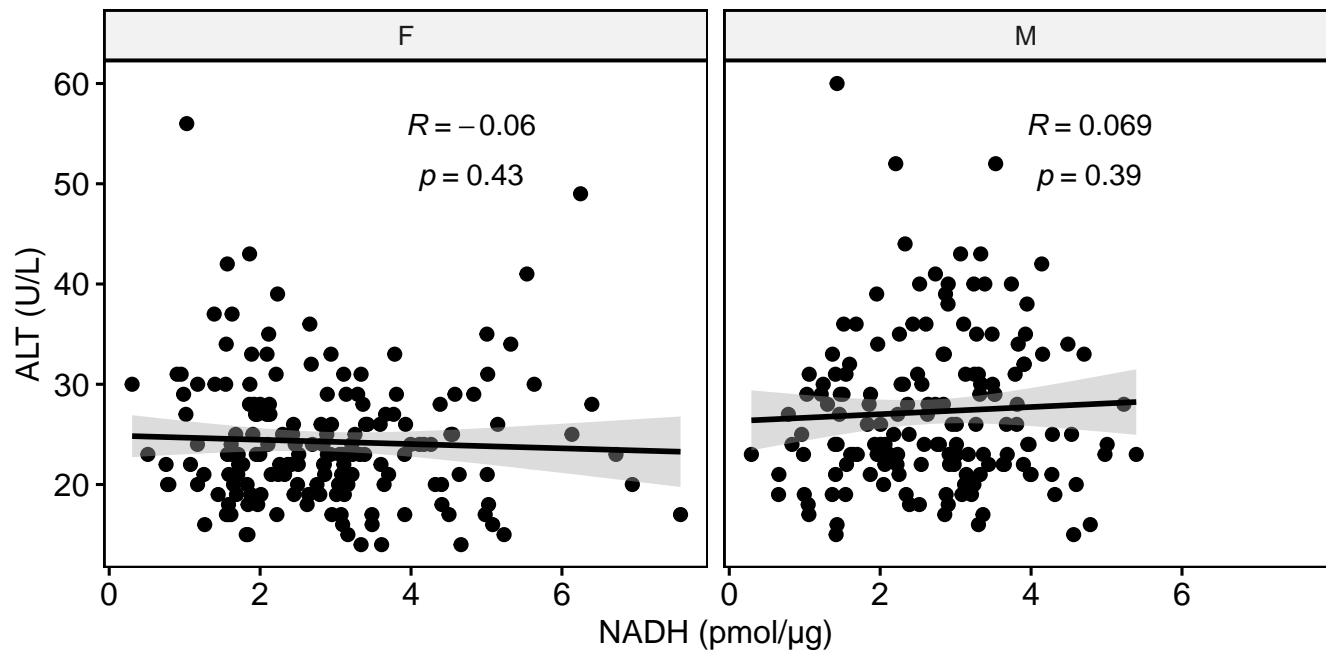 F
M
60
50
40
30
20
R = −0.06
p = 0.43
R = 0.069
p = 0.39
ALT (U/L)
0 2 4 6
0 2 4 6
NADH (pmol/µg)